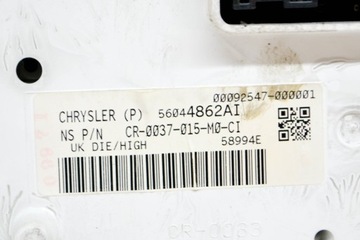 00092547-000001
CHRYSLER (P) 56044862AI
NS P/N CR-0037-015-M0-CI
UK DIE/HIGH 58994E